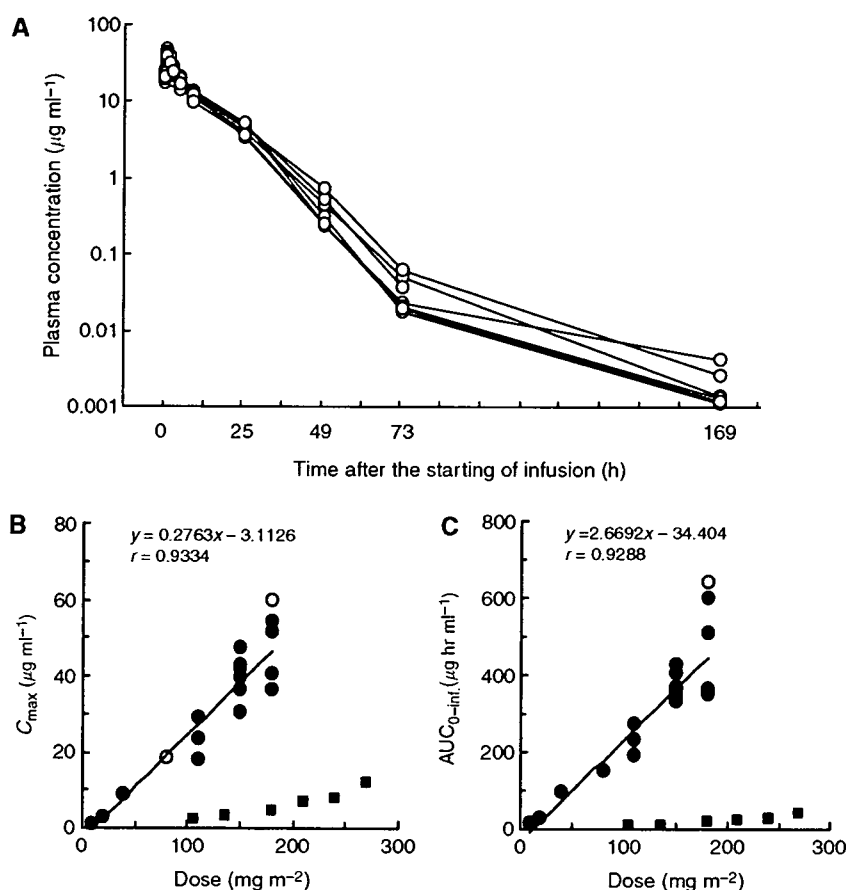 A
100
10
1
0.1
0.01
0.001
Plasma concentration (μg ml⁻¹)
0 25 49 73 169
Time after the starting of infusion (h)
B
80
60
40
20
0
Cmax (μg ml⁻¹)
y = 0.2763x – 3.1126
r = 0.9334
0 100 200 300
Dose (mg m⁻²)
C
800
600
400
200
0
AUC0–inf. (μg hr ml⁻¹)
y =2.6692x – 34.404
r = 0.9288
0 100 200 300
Dose (mg m⁻²)